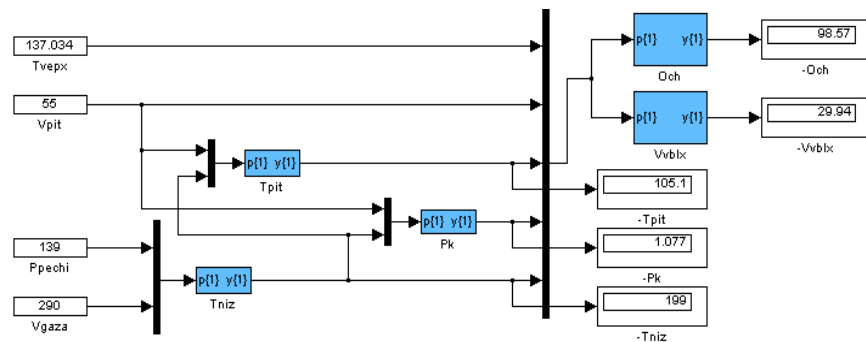 137.034
Tvepx
p{1} y{1}
Och
98.57
-Och
55
Vpit
p{1} y{1}
Vvblx
29.94
-Vvblx
p{1} y{1}
Tpit
105.1
-Tpit
p{1} y{1}
Pk
1.077
-Pk
139
Ppechi
p{1} y{1}
Tniz
290
Vgaza
199
-Tniz